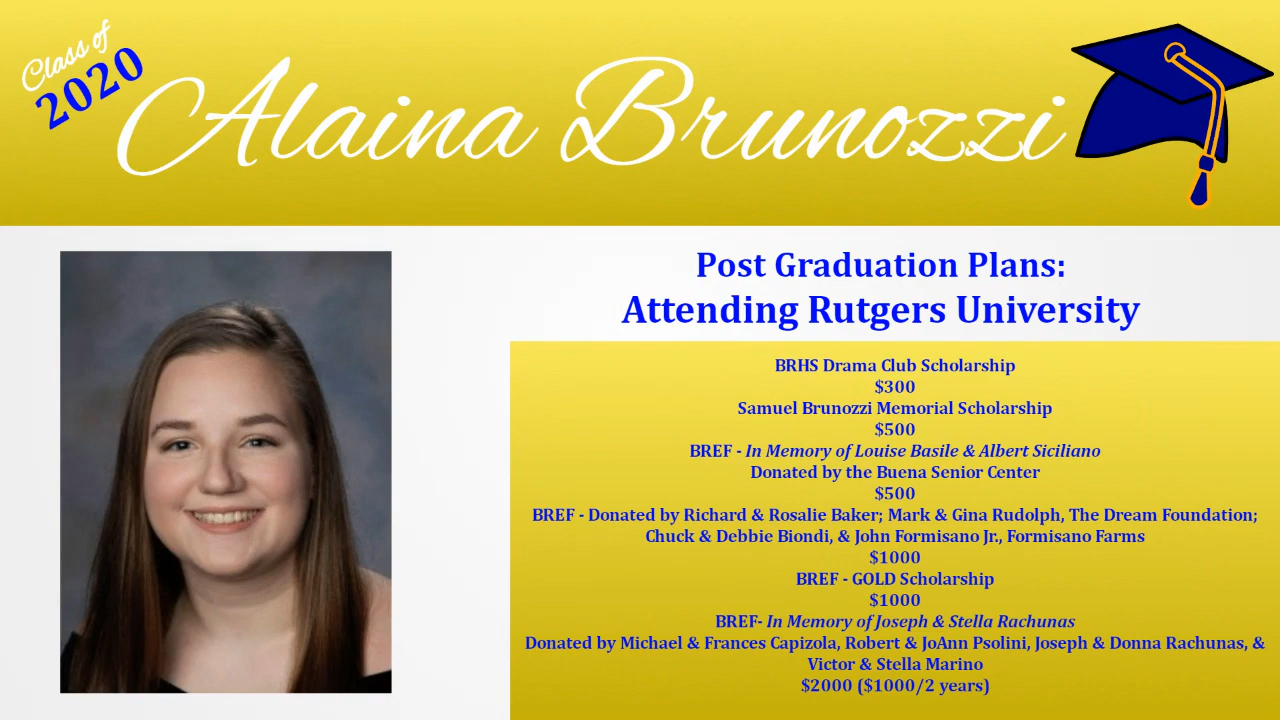 Class of
2020
Alaina Brunozzi
Post Graduation Plans:
Attending Rutgers University
BRHS Drama Club Scholarship
$300
Samuel Brunozzi Memorial Scholarship
$500
BREF - In Memory of Louise Basile & Albert Siciliano
Donated by the Buena Senior Center
$500
BREF - Donated by Richard & Rosalie Baker; Mark & Gina Rudolph, The Dream Foundation;
Chuck & Debbie Biondi, & John Formisano Jr., Formisano Farms
$1000
BREF - GOLD Scholarship
$1000
BREF- In Memory of Joseph & Stella Rachunas
Donated by Michael & Frances Capizola, Robert & JoAnn Psolini, Joseph & Donna Rachunas, &
Victor & Stella Marino
$2000 ($1000/2 years)